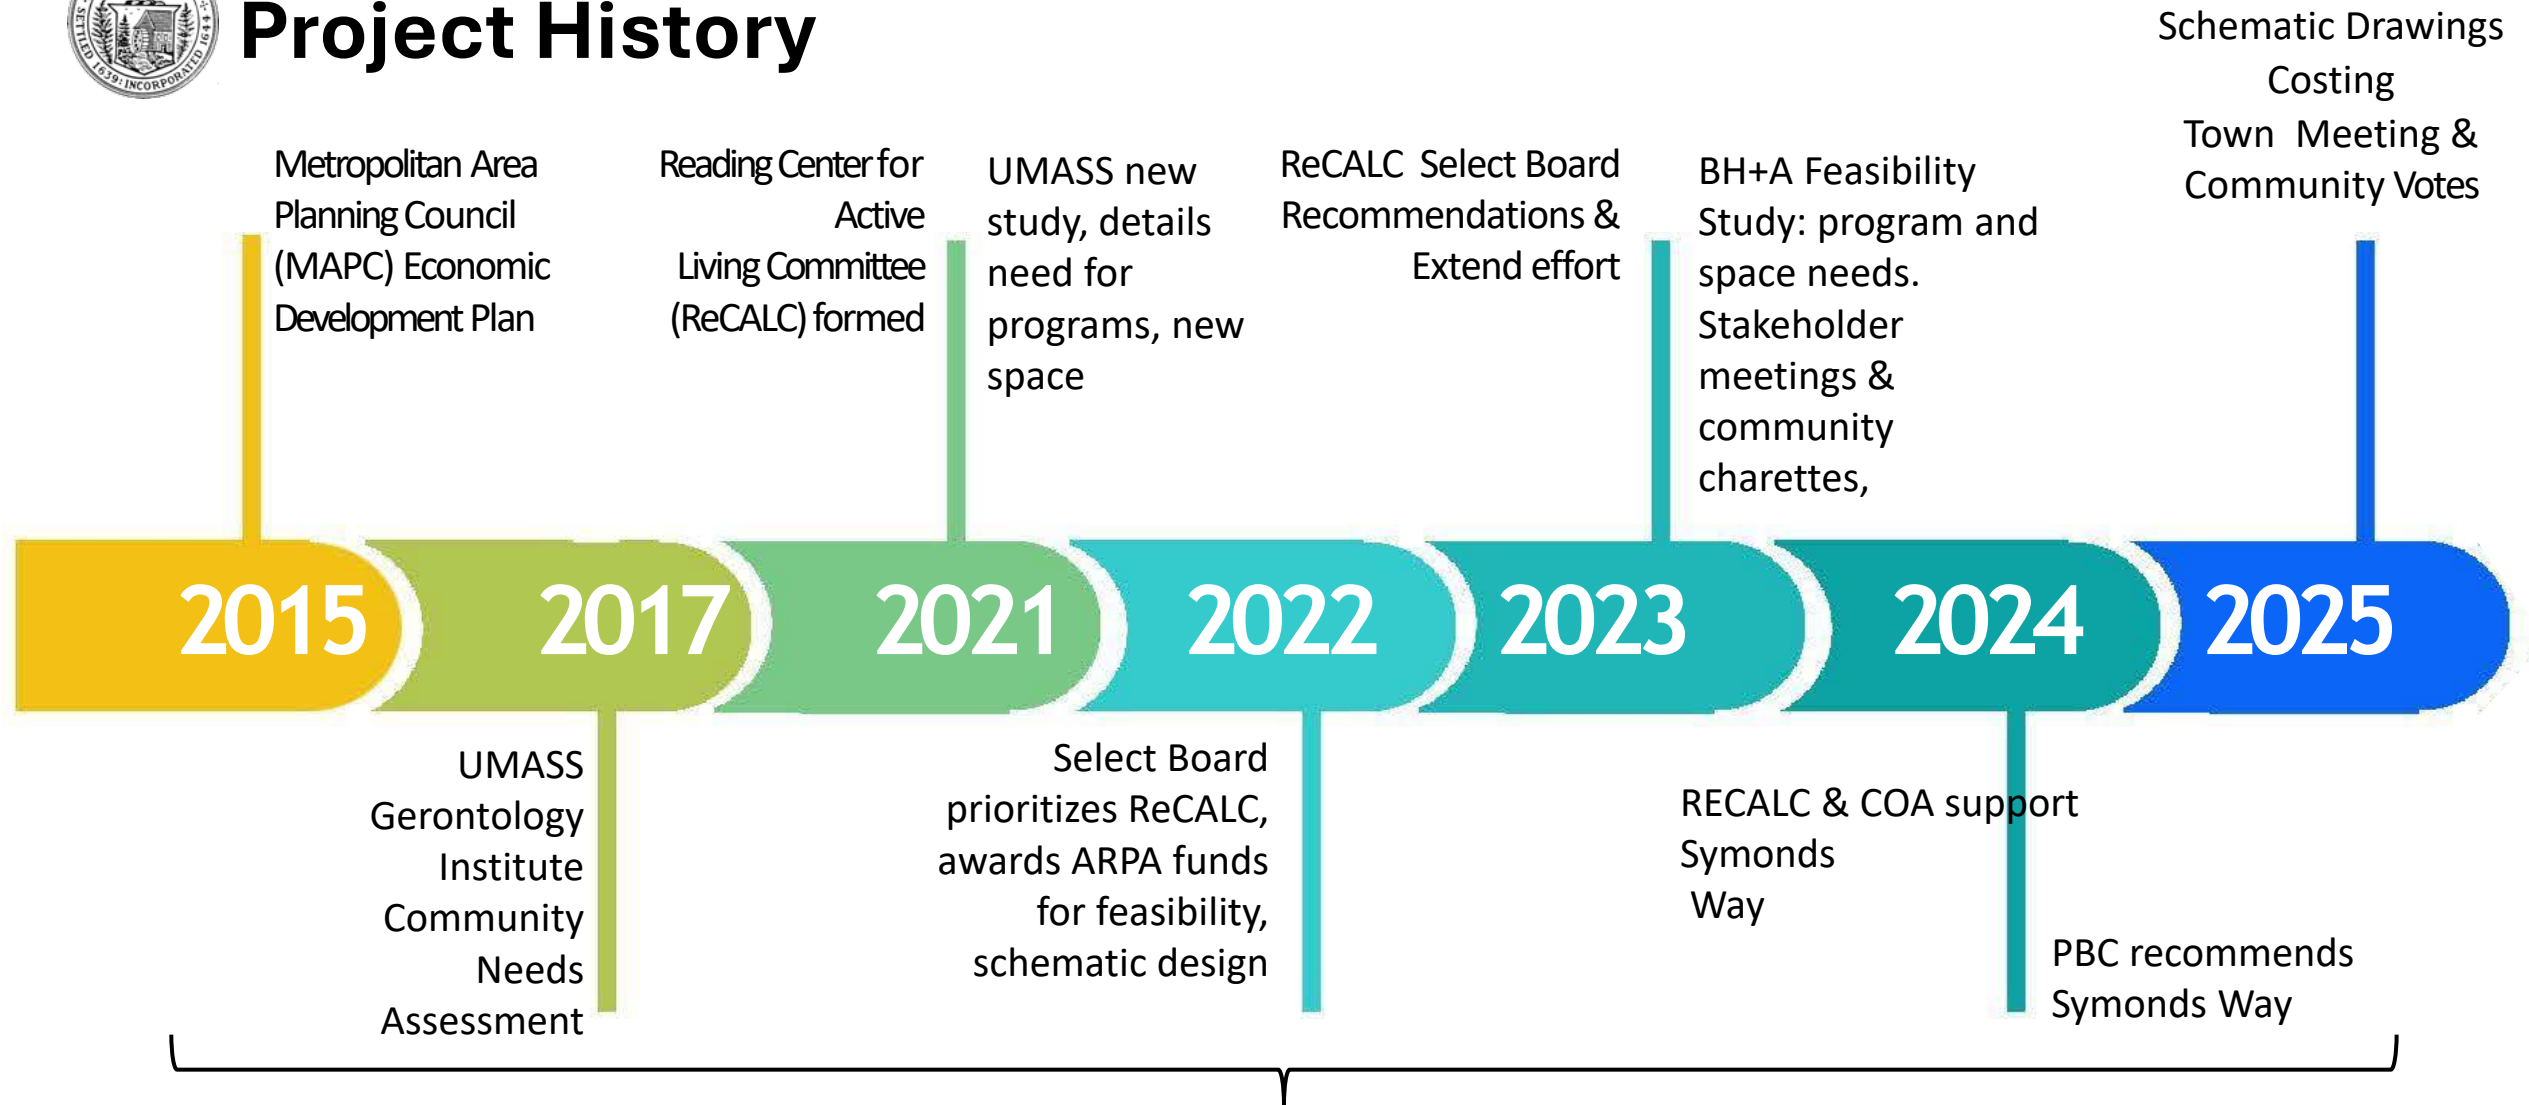 SETTLED 1639: INCORPORATED 1644
Project History
Metropolitan Area
Planning Council
(MAPC) Economic
Development Plan
Reading Center for
Active
Living Committee
(ReCALC) formed
UMASS new
study, details
need for
programs, new
space
ReCALC Select Board
Recommendations &
Extend effort
BH+A Feasibility
Study: program and
space needs.
Stakeholder
meetings &
community
charettes,
Schematic Drawings
Costing
Town Meeting &
Community Votes
2015
2017
2021
2022
2023
2024
2025
UMASS
Gerontology
Institute
Community
Needs
Assessment
Select Board
prioritizes ReCALC,
awards ARPA funds
for feasibility,
schematic design
RECALC & COA support
Symonds
Way
PBC recommends
Symonds Way